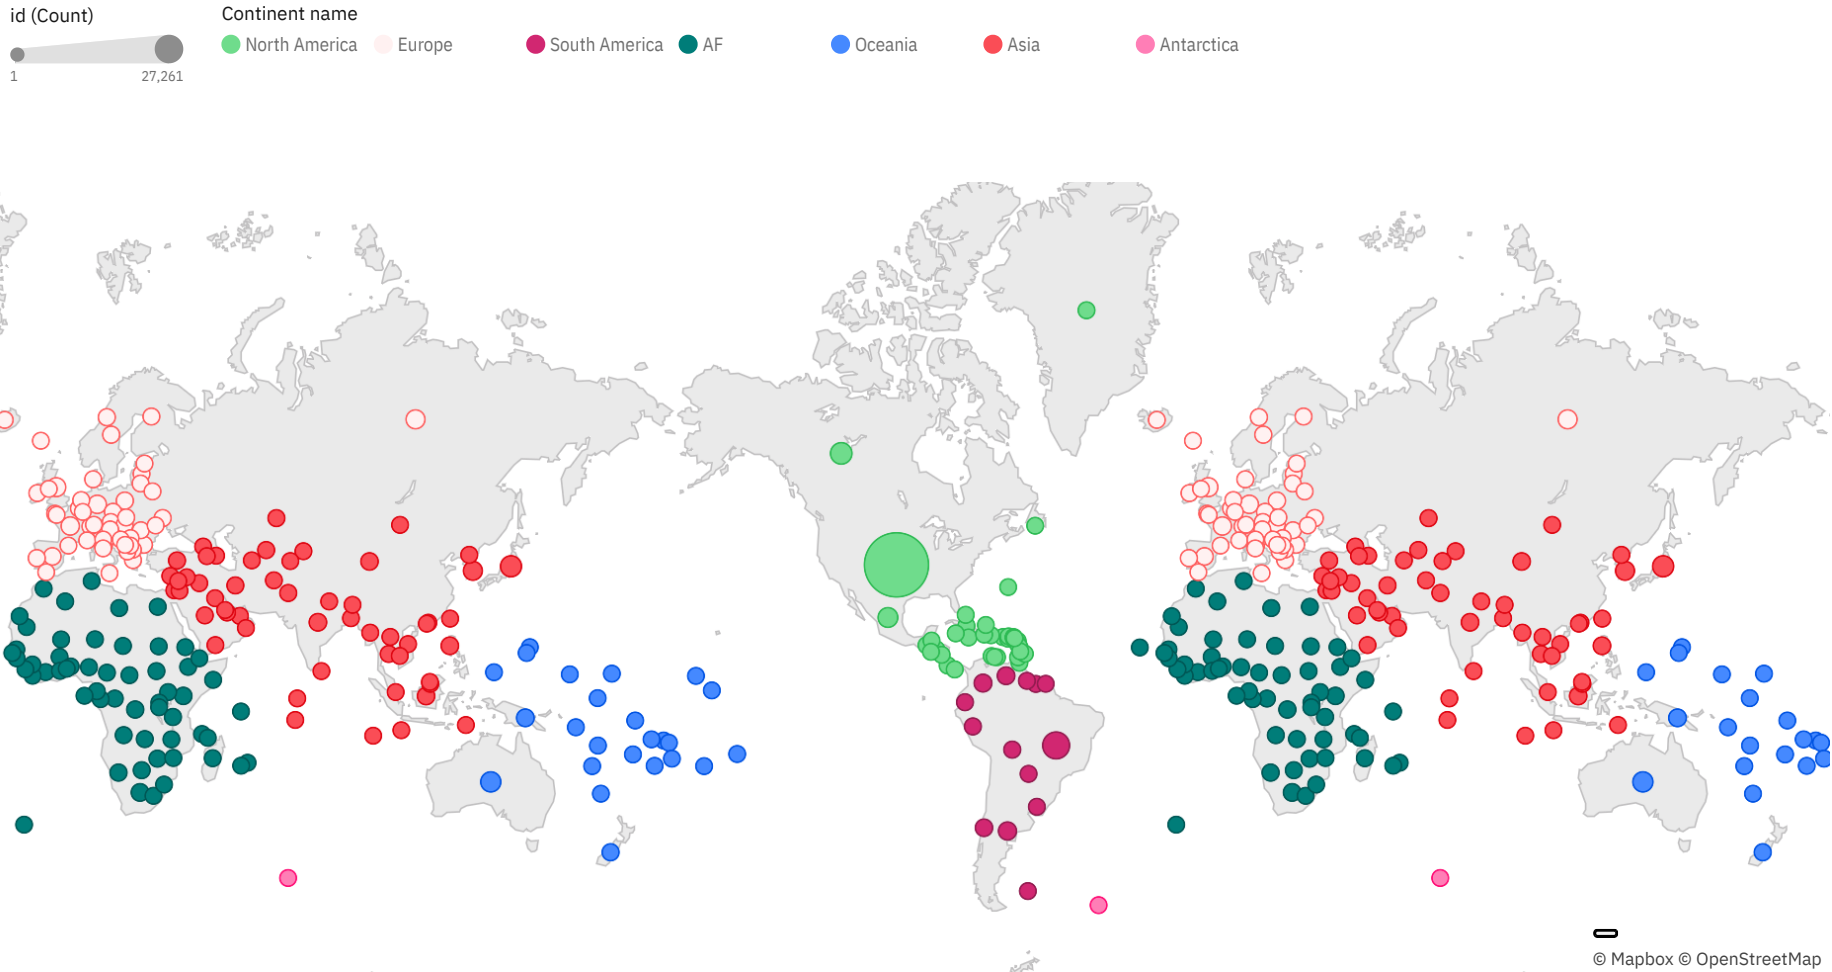 id (Count)
1 27,261
Continent name
North America Europe South America AF Oceania Asia Antarctica
© Mapbox © OpenStreetMap